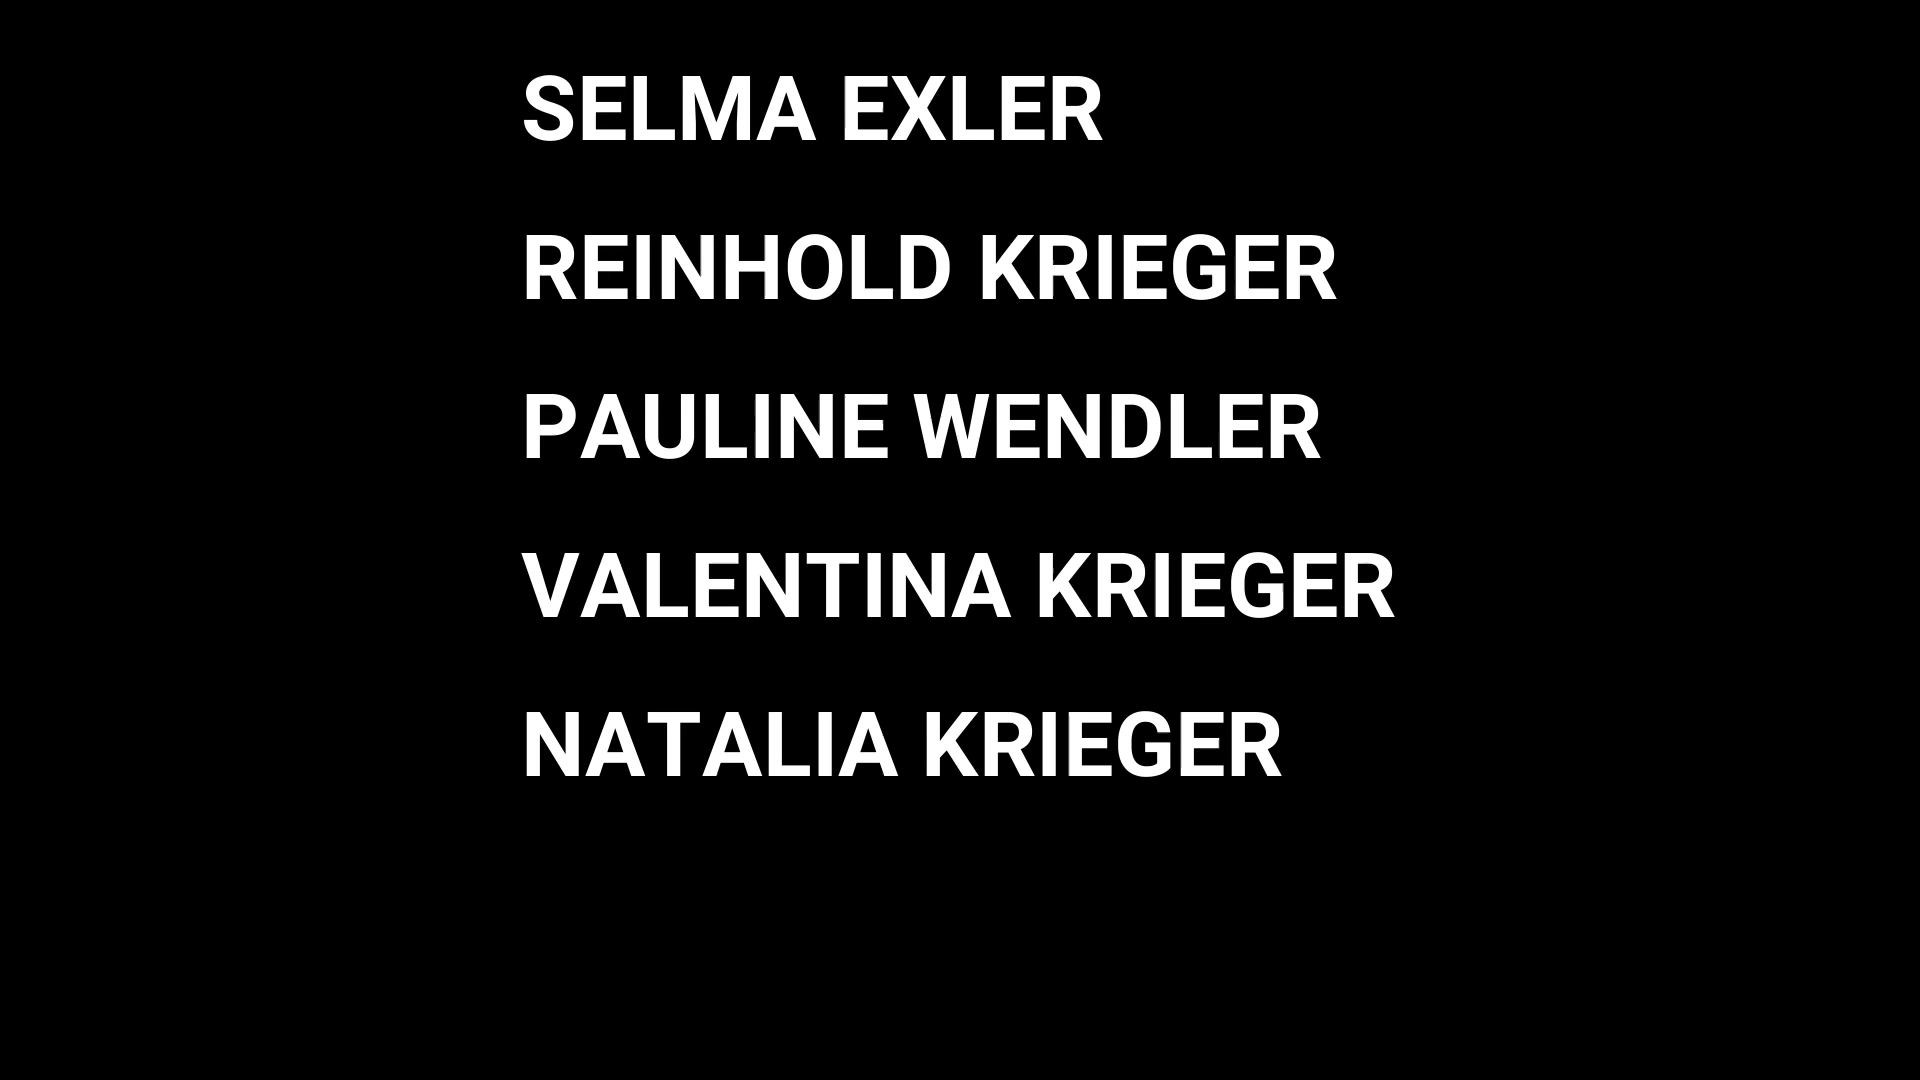 SELMA EXLER
REINHOLD KRIEGER
PAULINE WENDLER
VALENTINA KRIEGER
NATALIA KRIEGER